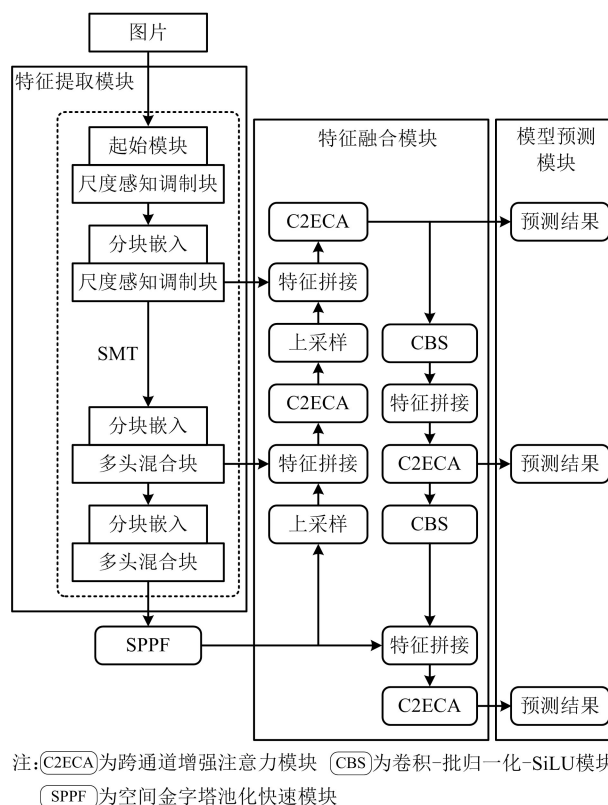 图片
特征提取模块
起始模块
尺度感知调制块
分块嵌入
尺度感知调制块
SMT
分块嵌入
多头混合块
分块嵌入
多头混合块
SPPF
特征融合模块
C2ECA
特征拼接
上采样
C2ECA
特征拼接
上采样
CBS
特征拼接
C2ECA
CBS
特征拼接
C2ECA
模型预测
模块
预测结果
预测结果
预测结果
注:C2ECA为跨通道增强注意力模块 CBS为卷积-批归一化-SiLU模块
SPPF为空间金字塔池化快速模块